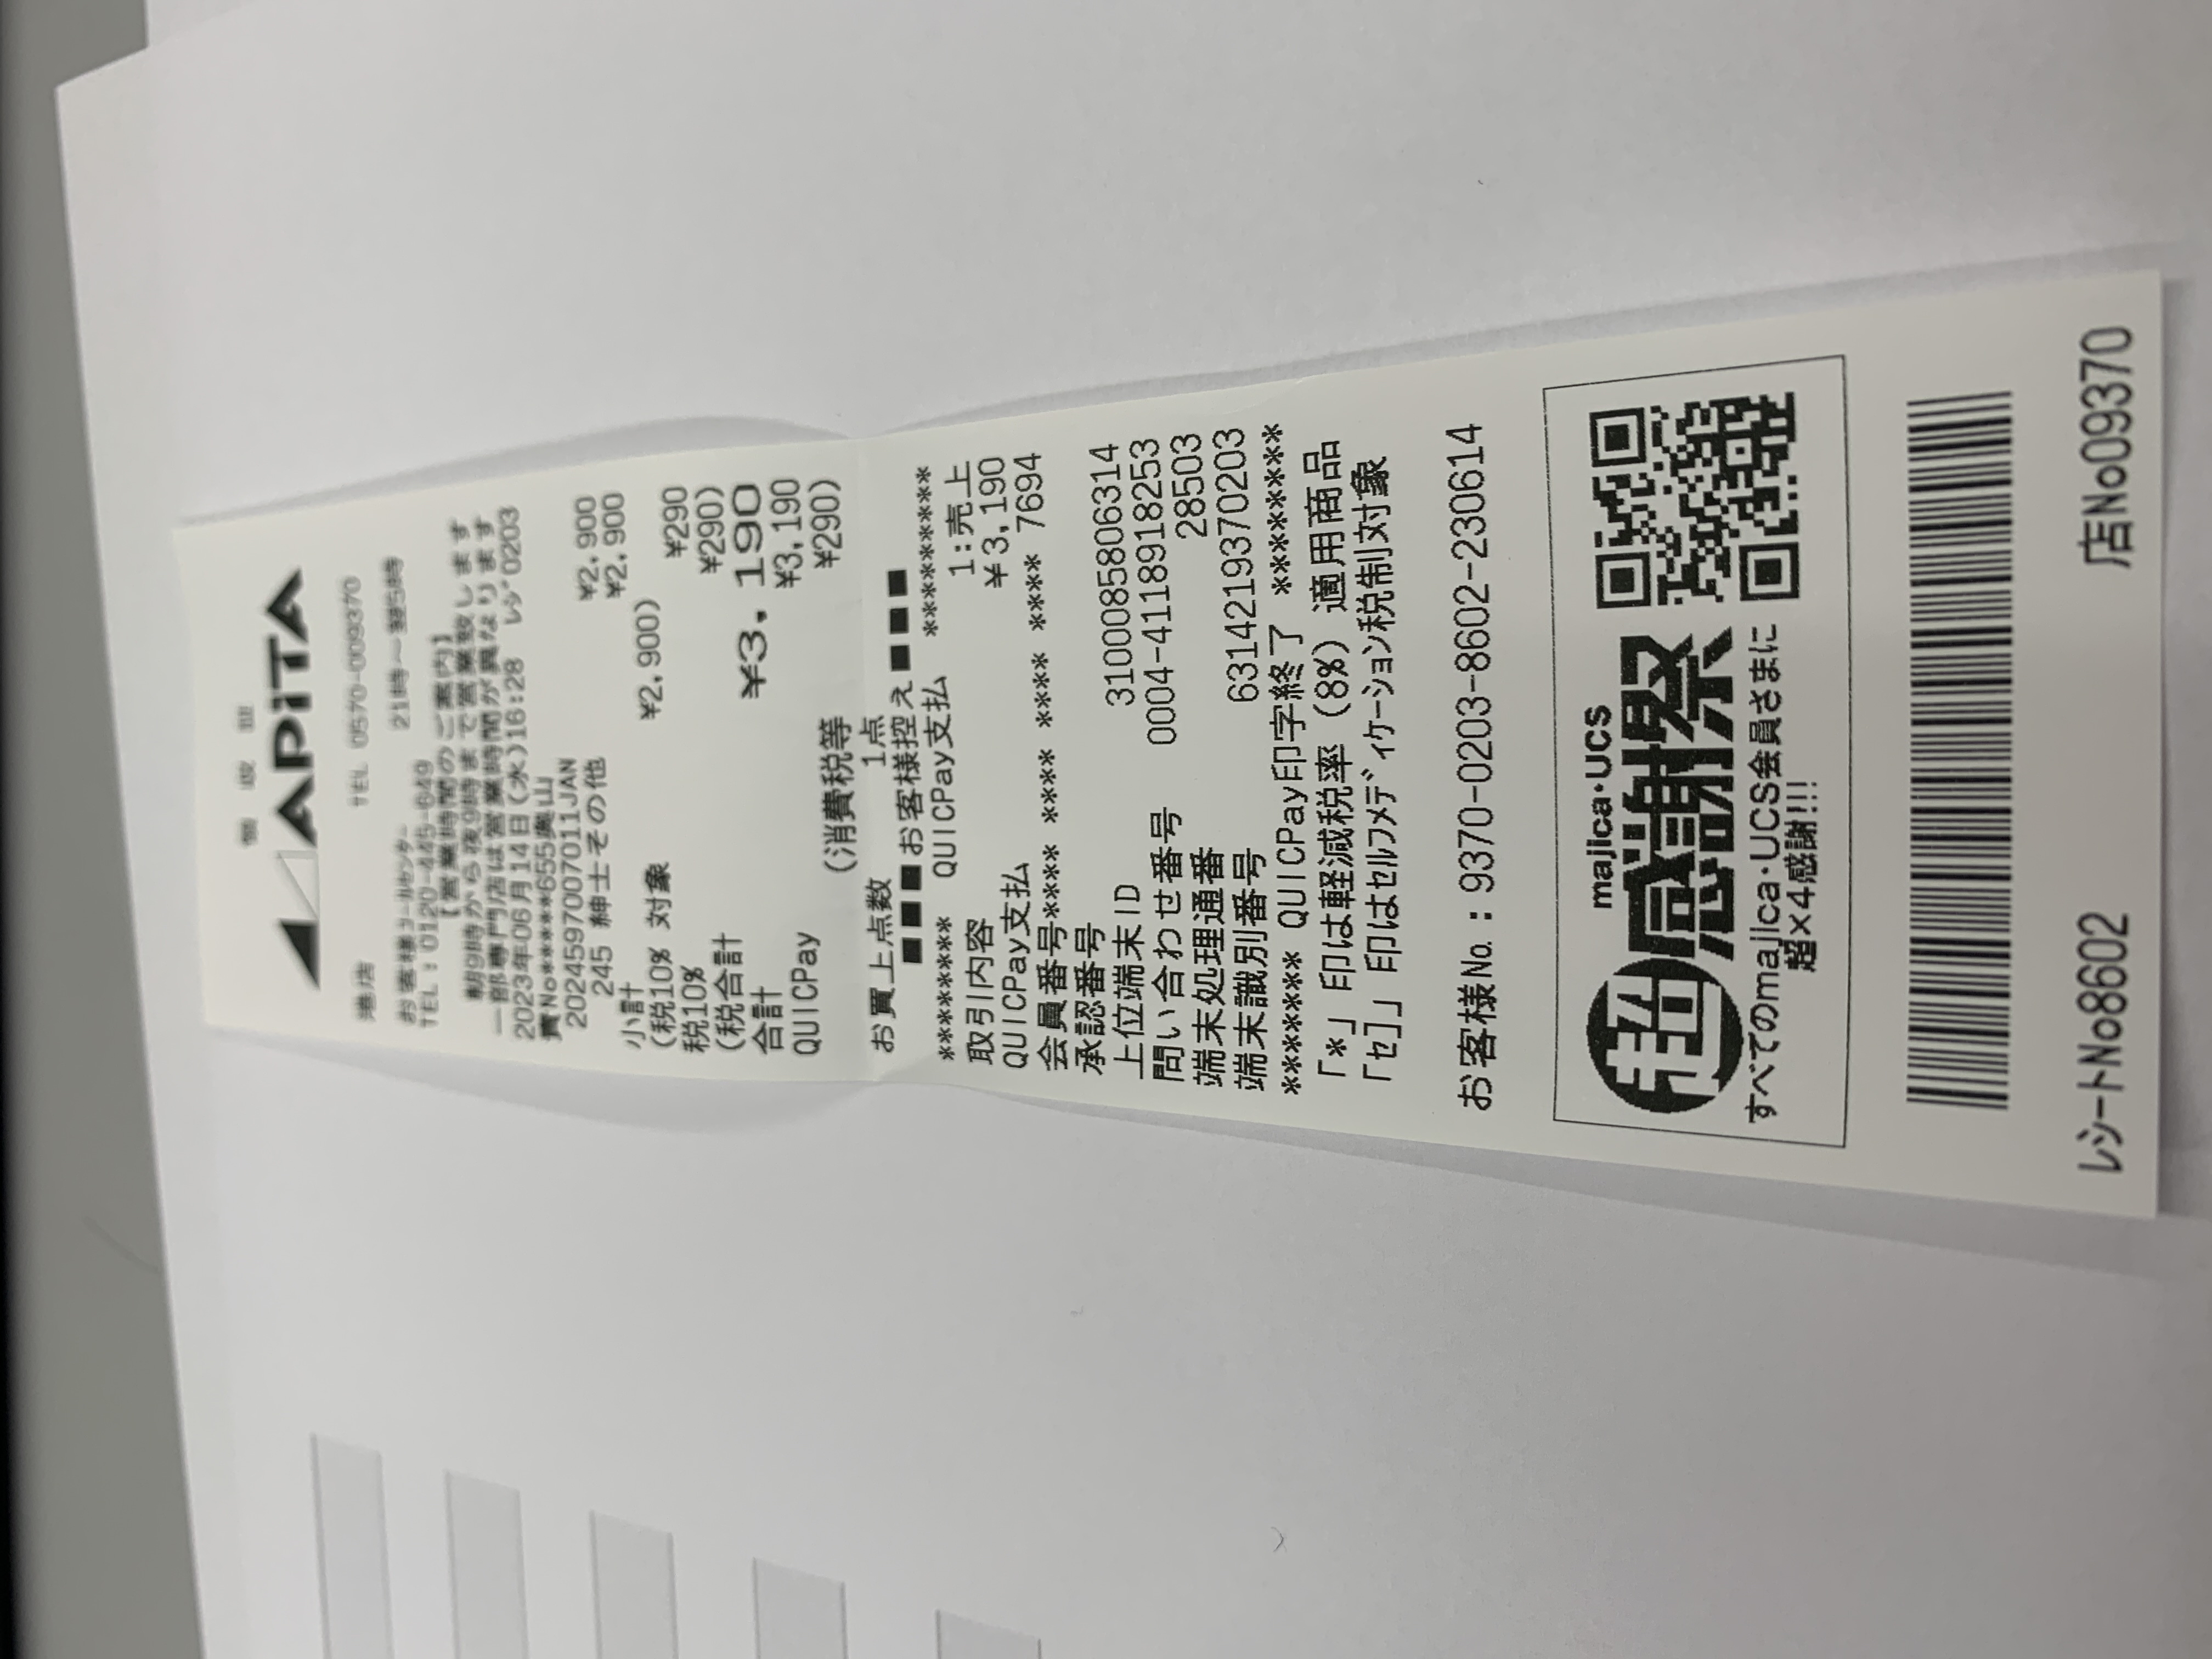 領収証
APiTA
港店 TEL 0570-009370
お客様コールセンター 21時〜翌5時
TEL：0120-445-649
【営業時間のご案内】
朝9時から夜9時まで営業致します
一部専門店は営業時間が異なります
2023年06月14日(水)16:28 ﾚｼﾞ0203
責No*****655奥山
2024597007011JAN
245 紳士その他 ¥2,900
小計 ¥2,900
(税10% 対象 ¥2,900)
税10% ¥290
(税合計 ¥290)
合計 ¥3,190
QUICPay ¥3,190
(消費税等 ¥290)
お買上点数 1点
■■■お客様控え■■■
******** QUICPay支払 *********
取引内容 1:売上
QUICPay支払 ¥3,190
会員番号**** **** **** **** 7694
承認番号
上位端末ID 3100085806314
問い合わせ番号 0004-4118918253
端末処理通番 28503
端末識別番号 6314219370203
******* QUICPay印字終了 ********
「*」印は軽減税率（8%）適用商品
「ｾ]」印はｾﾙﾌﾒﾃﾞｨｹｰｼｮﾝ税制対象
お客様No.：9370-0203-8602-230614
majica・UCS
超感謝祭
すべてのmajica・UCS会員さまに
超×4感謝!!!
ﾚｼｰﾄNo8602 店No09370